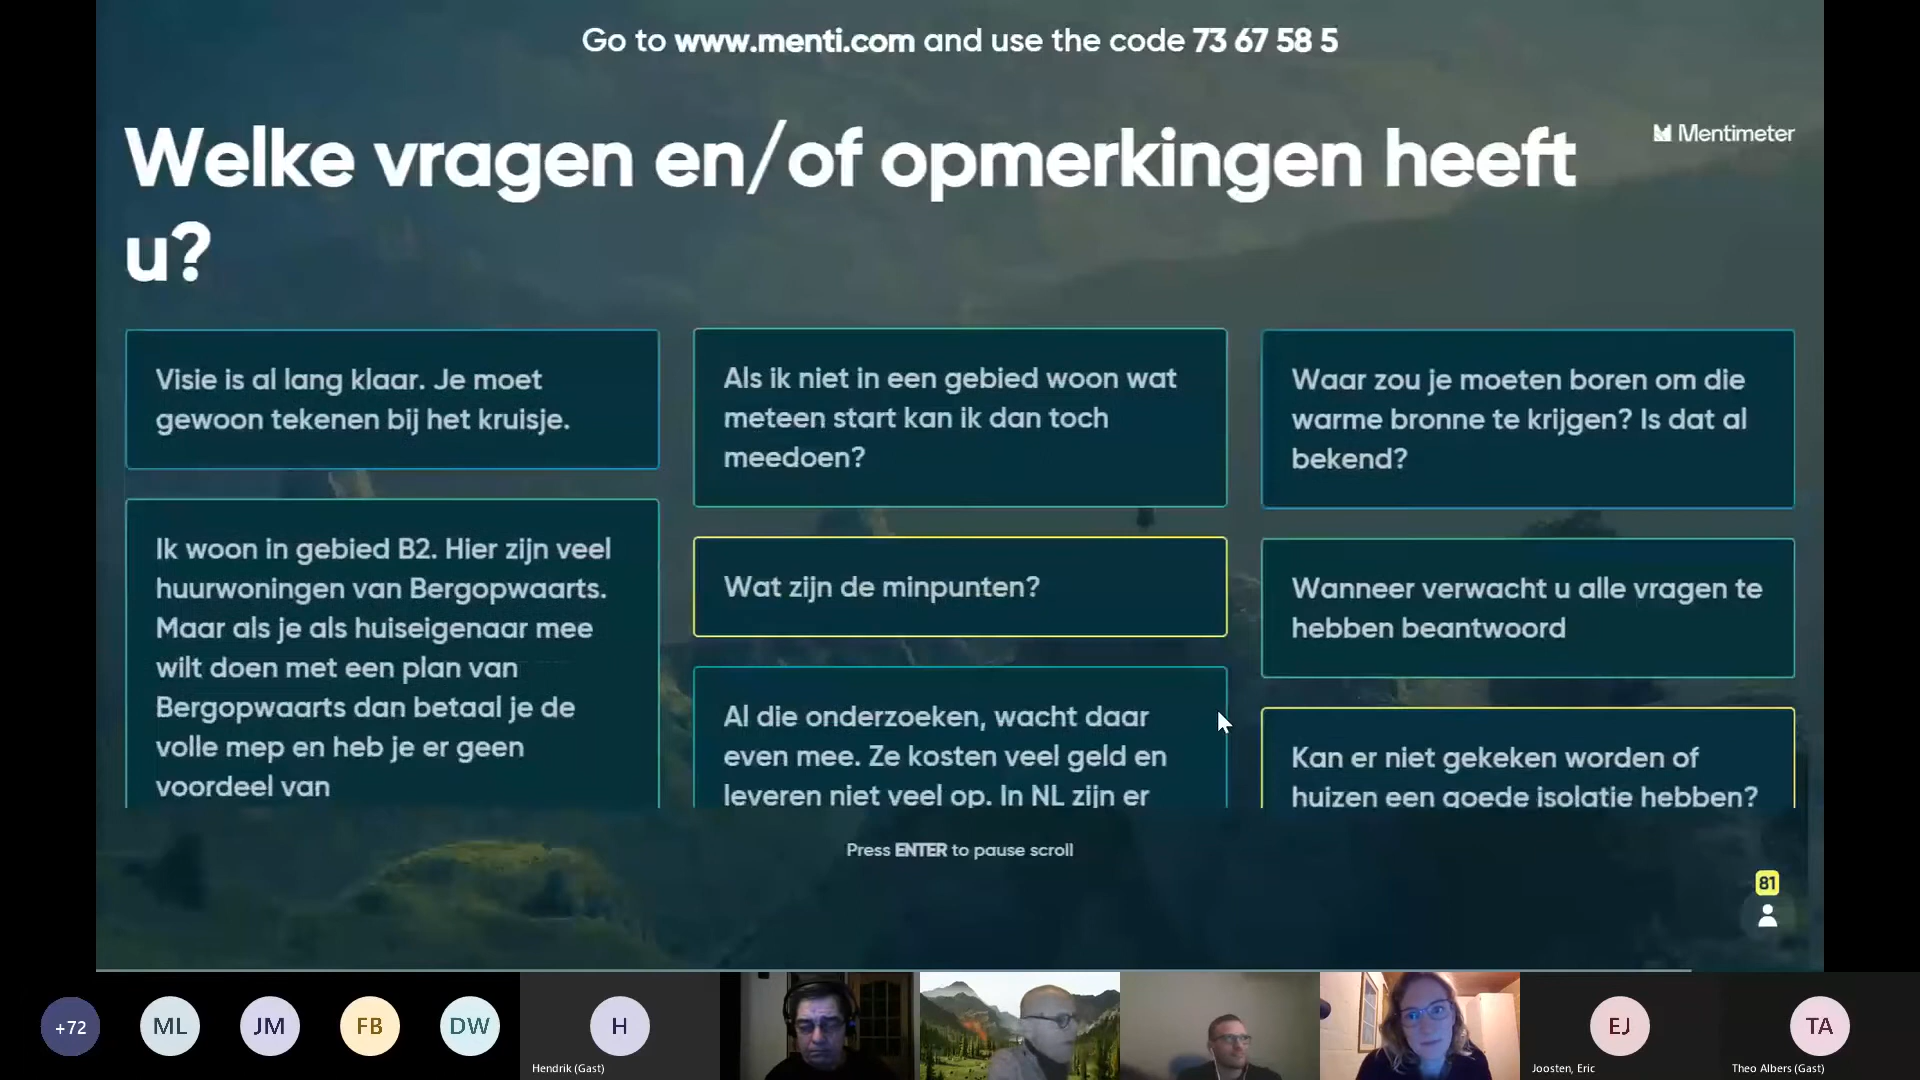 Go to www.menti.com and use the code 73 67 58 5
Welke vragen en/of opmerkingen heeft
u?
Mentimeter
Visie is al lang klaar. Je moet
gewoon tekenen bij het kruisje.
Ik woon in gebied B2. Hier zijn veel
huurwoningen van Bergopwaarts.
Maar als je als huiseigenaar mee
wilt doen met een plan van
Bergopwaarts dan betaal je de
volle mep en heb je er geen
voordeel van
Als ik niet in een gebied woon wat
meteen start kan ik dan toch
meedoen?
Wat zijn de minpunten?
Al die onderzoeken, wacht daar
even mee. Ze kosten veel geld en
leveren niet veel op. In NL zijn er
Waar zou je moeten boren om die
warme bronne te krijgen? Is dat al
bekend?
Wanneer verwacht u alle vragen te
hebben beantwoord
Kan er niet gekeken worden of
huizen een goede isolatie hebben?
Press ENTER to pause scroll
81
+72
ML
JM
FB
DW
H
Hendrik (Gast)
EJ
Joosten, Eric
TA
Theo Albers (Gast)